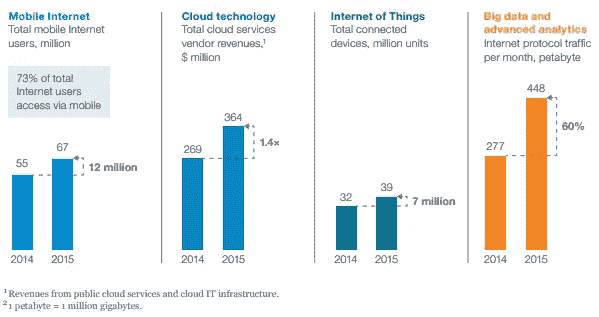 Mobile Internet
Total mobile Internet
users, million
73% of total
Internet users
access via mobile
55
67
12 million
2014 2015
Cloud technology
Total cloud services
vendor revenues,¹
$ million
269
364
1.4×
2014 2015
Internet of Things
Total connected
devices, million units
32
39
7 million
2014 2015
Big data and
advanced analytics
Internet protocol traffic
per month, petabyte
277
448
60%
2014 2015
¹ Revenues from public cloud services and cloud IT infrastructure.
² 1 petabyte = 1 million gigabytes.